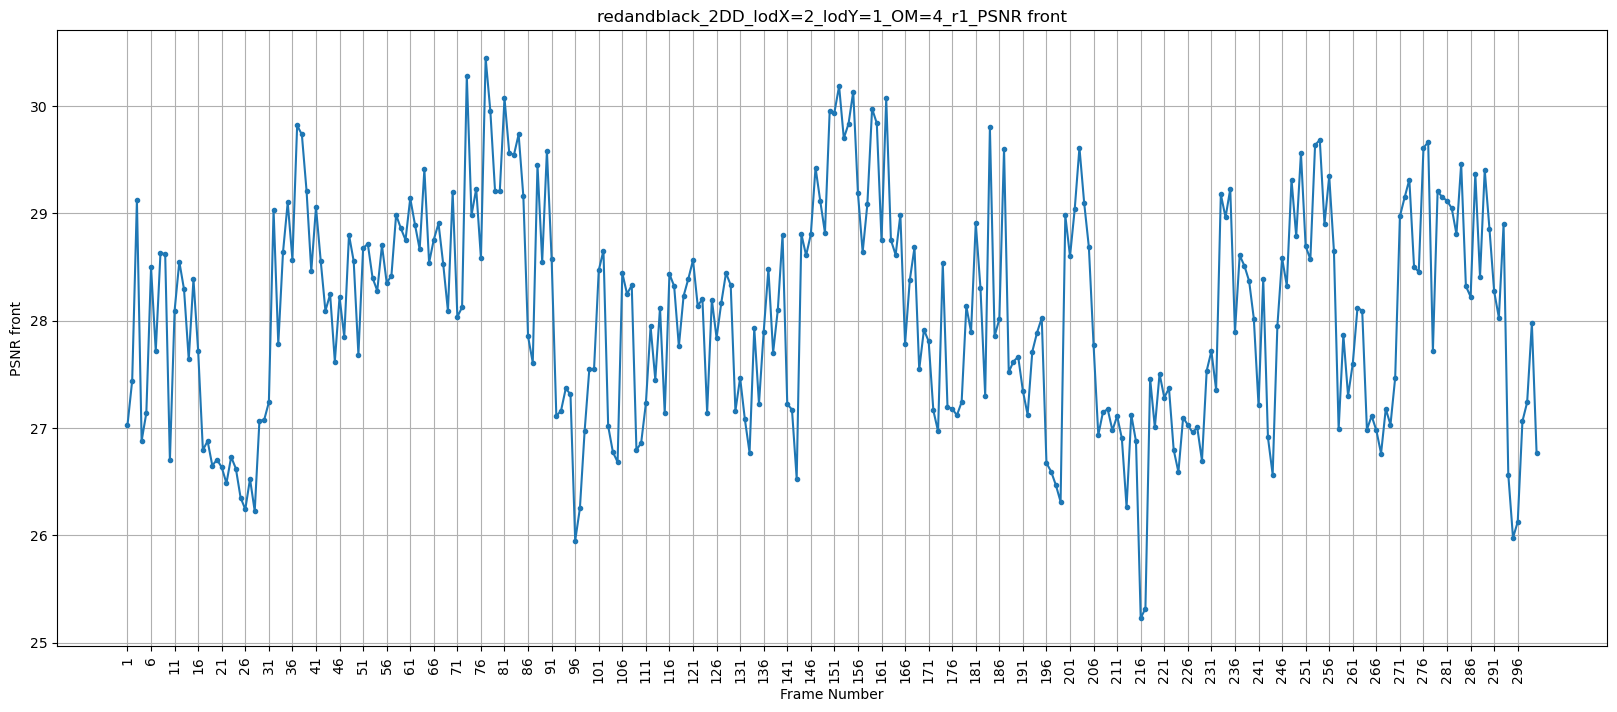 redandblack_2DD_lodX=2_lodY=1_OM=4_r1_PSNR front
PSNR front
30
29
28
27
26
25
1 6 11 16 21 26 31 36 41 46 51 56 61 66 71 76 81 86 91 96 101 106 111 116 121 126 131 136 141 146 151 156 161 166 171 176 181 186 191 196 201 206 211 216 221 226 231 236 241 246 251 256 261 266 271 276 281 286 291 296
Frame Number